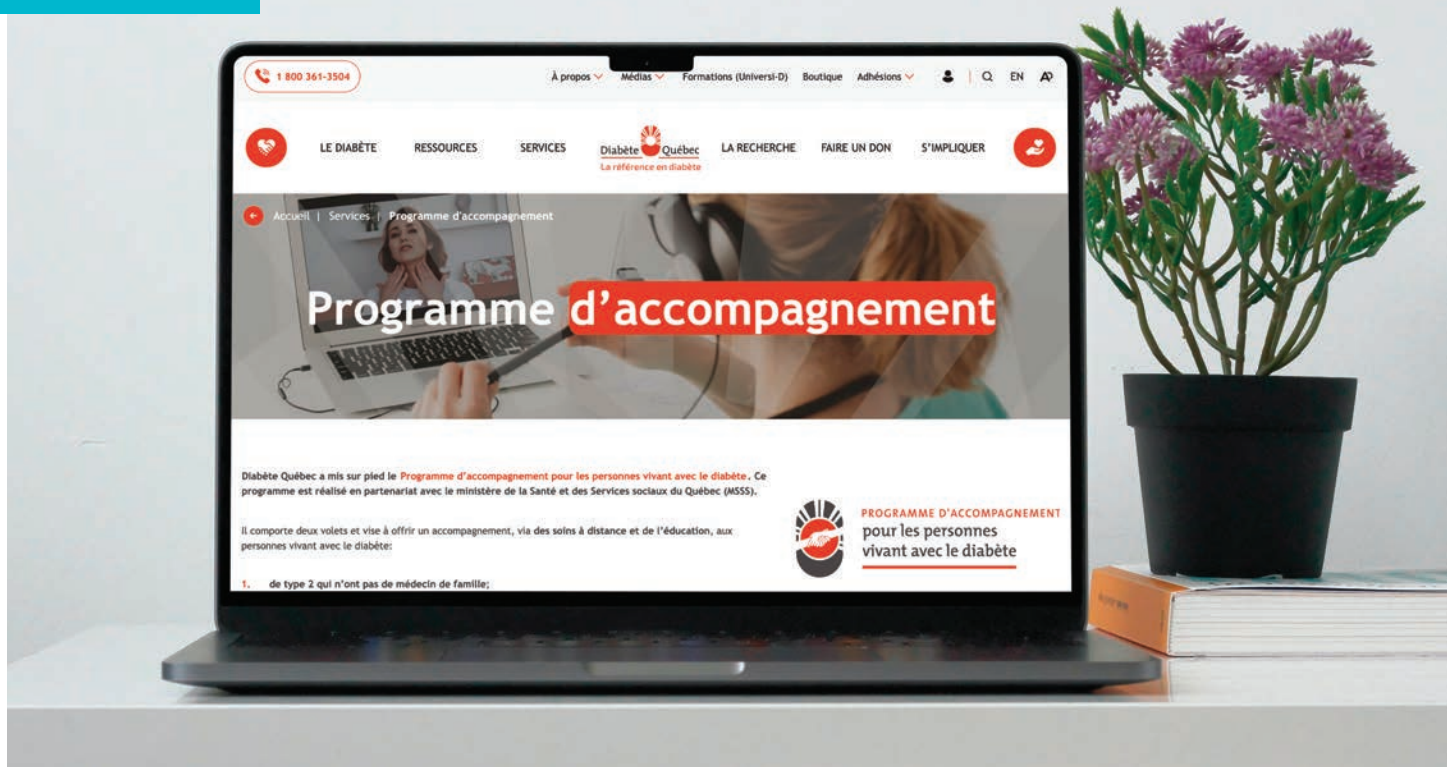 1 800 361-3504
À propos Médias Formations (Universi-D) Boutique Adhésions EN
LE DIABÈTE RESSOURCES SERVICES Diabète Québec LA RECHERCHE FAIRE UN DON S'IMPLIQUER
La référence en diabète
Accueil | Services | Programme d'accompagnement
Programme d'accompagnement
Diabète Québec a mis sur pied le Programme d'accompagnement pour les personnes vivant avec le diabète. Ce
programme est réalisé en partenariat avec le ministère de la Santé et des Services sociaux du Québec (MSSS).
Il comporte deux volets et vise à offrir un accompagnement, via des soins à distance et de l'éducation, aux
personnes vivant avec le diabète:
1. de type 2 qui n'ont pas de médecin de famille;
PROGRAMME D'ACCOMPAGNEMENT
pour les personnes
vivant avec le diabète